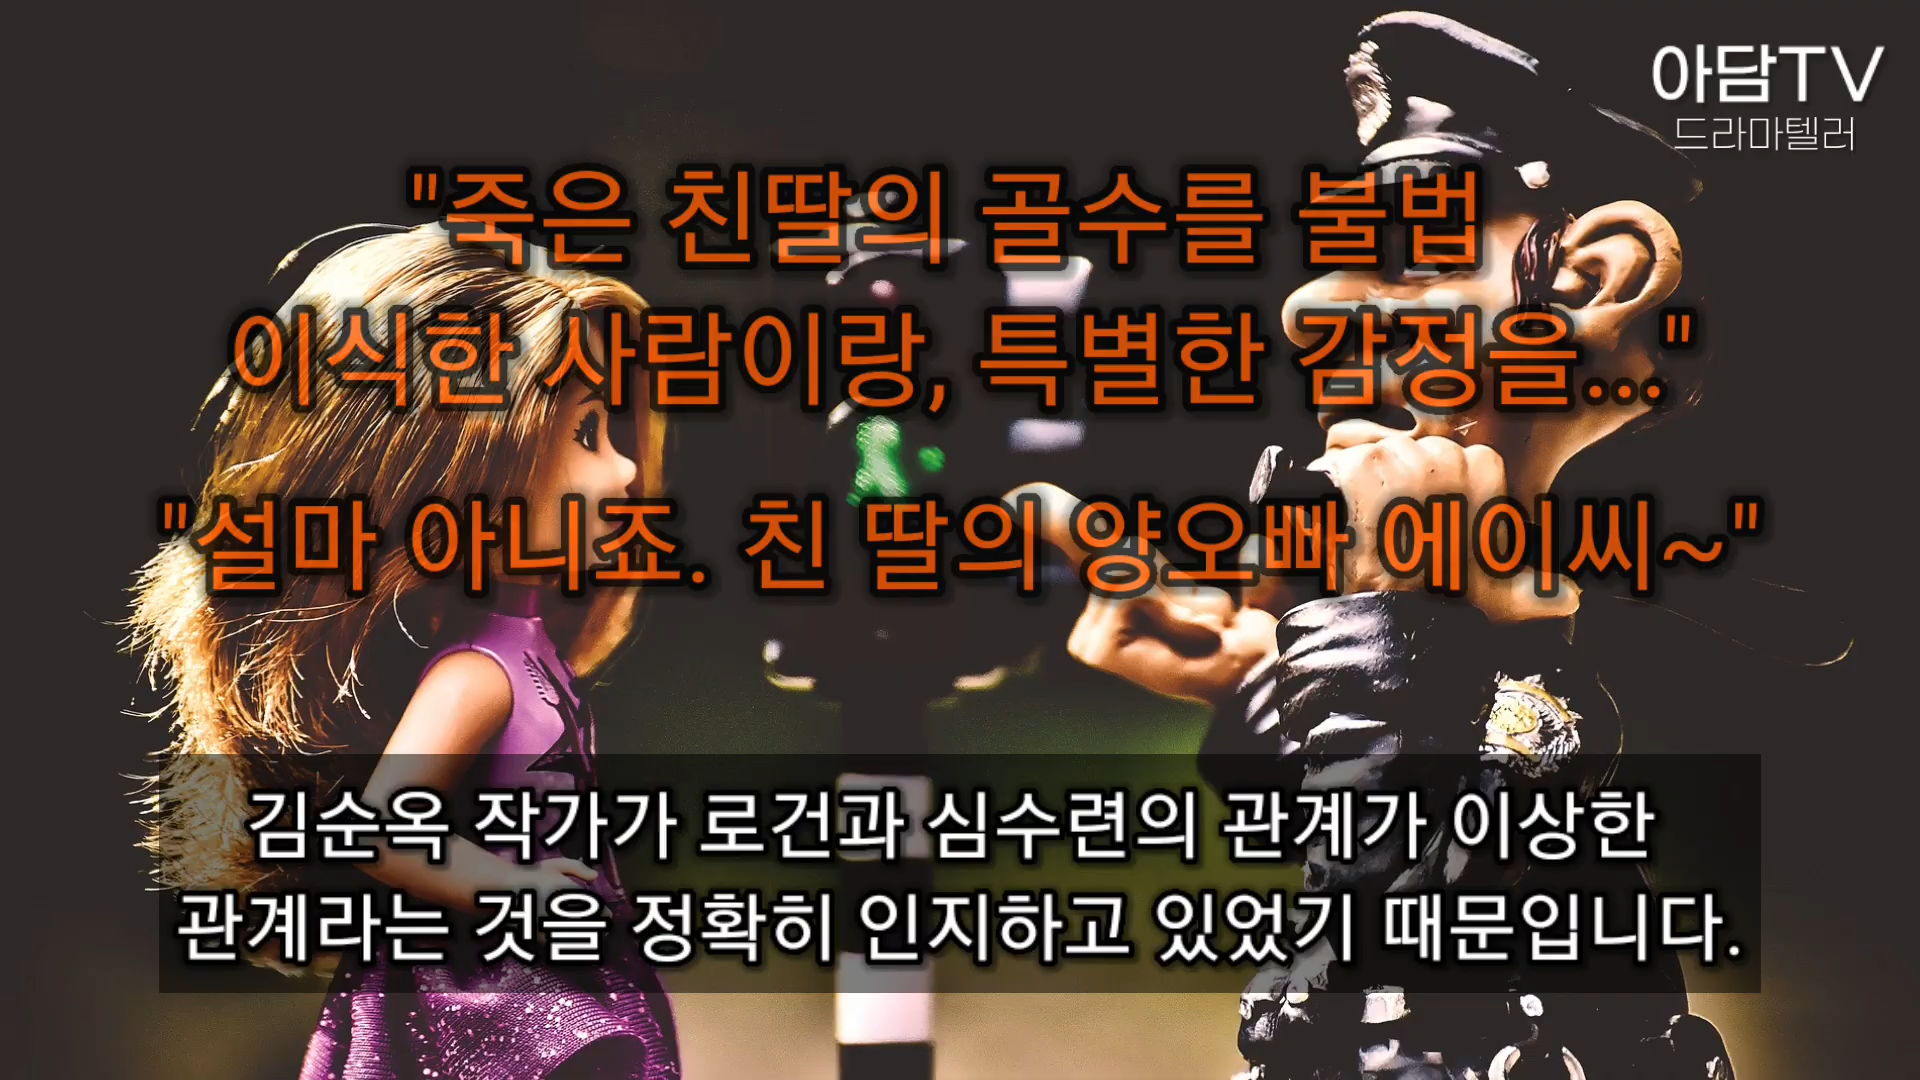 아담TV
드라마텔러
"죽은 친딸의 골수를 불법
이식한 사람이랑, 특별한 감정을..."
"설마 아니죠. 친 딸의 양오빠 에이씨~"
김순옥 작가가 로건과 심수련의 관계가 이상한
관계라는 것을 정확히 인지하고 있었기 때문입니다.